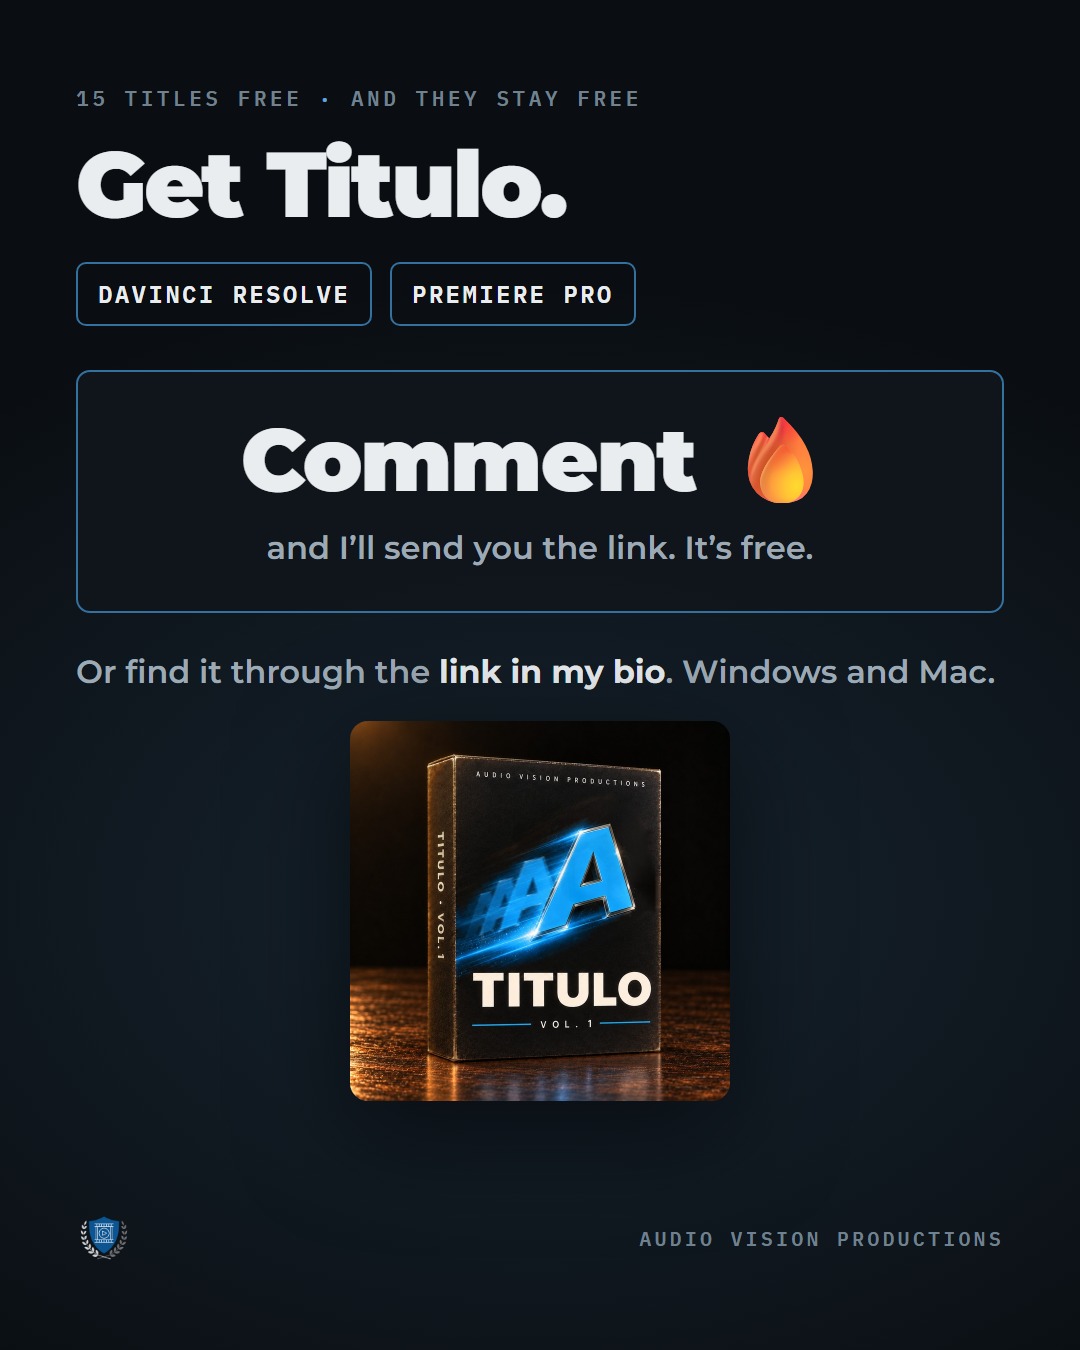 15 TITLES FREE · AND THEY STAY FREE
Get Titulo.
DAVINCI RESOLVE
PREMIERE PRO
Comment 🔥
and I’ll send you the link. It’s free.
Or find it through the link in my bio. Windows and Mac.
AUDIO VISION PRODUCTIONS
TITULO • VOL.1
A
TITULO
VOL. 1
AUDIO VISION PRODUCTIONS